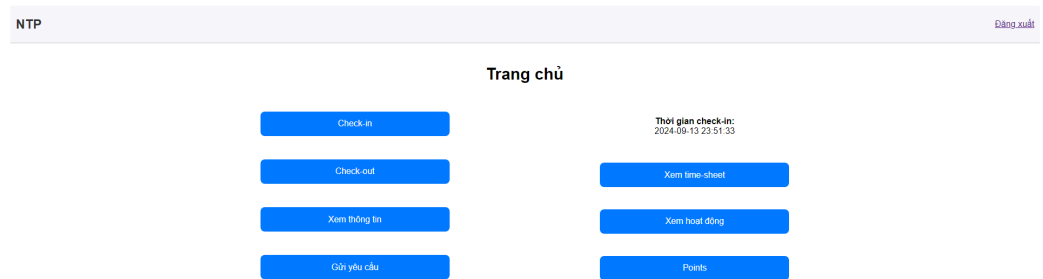 NTP
Đăng xuất
Trang chủ
Check-in
Thời gian check-in:
2024-09-13 23:51:33
Check-out
Xem time-sheet
Xem thông tin
Xem hoạt động
Gửi yêu cầu
Points